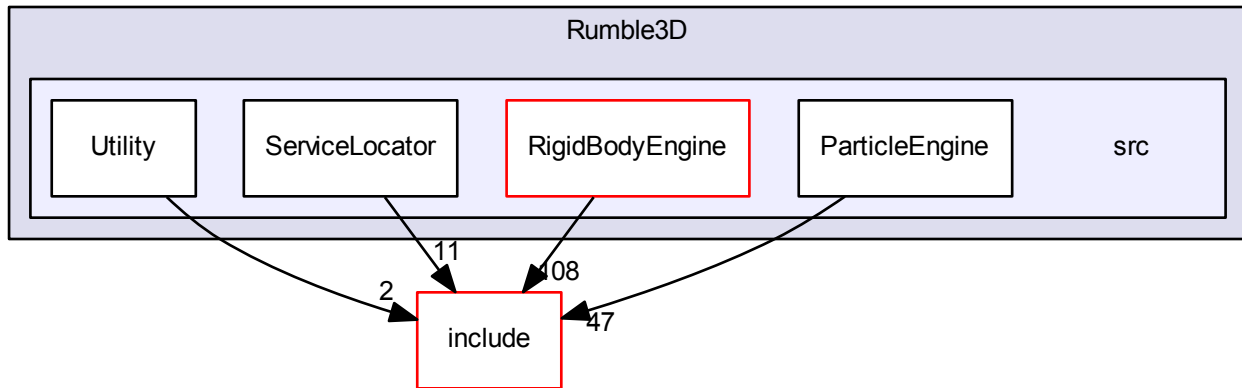 Rumble3D
Utility
ServiceLocator
RigidBodyEngine
ParticleEngine
src
11
108
2
47
include